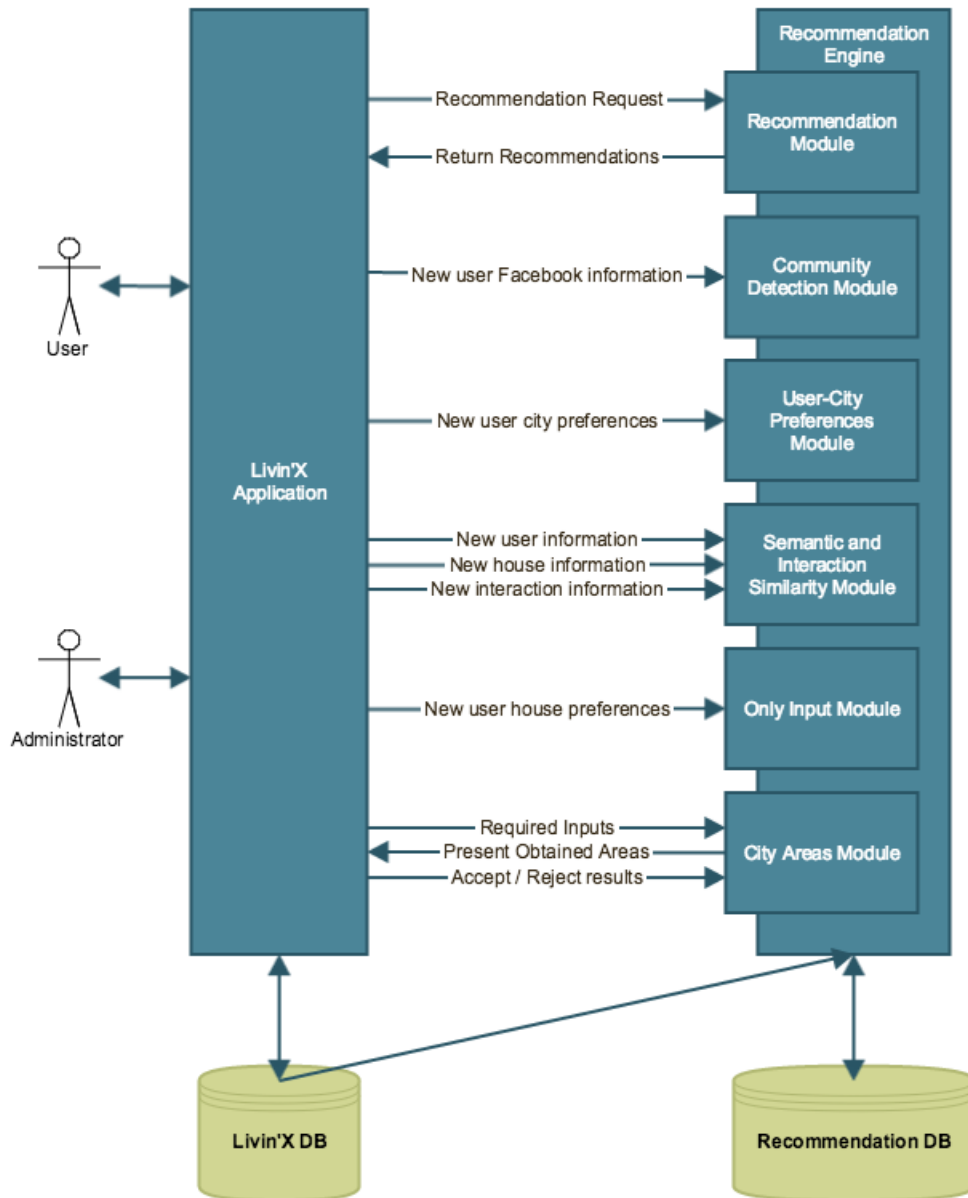 Recommendation
Engine
Recommendation Request
Return Recommendations
Recommendation
Module
New user Facebook information
Community
Detection Module
User
New user city preferences
User-City
Preferences
Module
Livin'X
Application
New user information
New house information
New interaction information
Semantic and
Interaction
Similarity Module
Administrator
New user house preferences
Only Input Module
Required Inputs
Present Obtained Areas
Accept / Reject results
City Areas Module
Livin'X DB
Recommendation DB